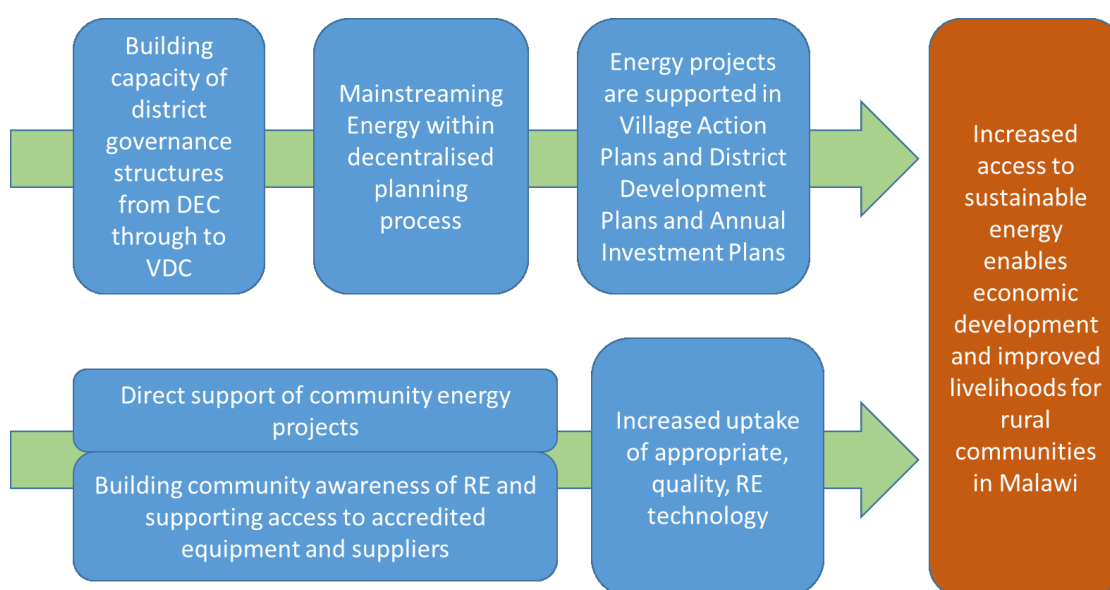 Building
capacity of
district
governance
structures
from DEC
through to
VDC
Mainstreaming
Energy within
decentralised
planning
process
Energy projects
are supported in
Village Action
Plans and District
Development
Plans and Annual
Investment Plans
Direct support of community energy
projects
Building community awareness of RE and
supporting access to accredited
equipment and suppliers
Increased uptake
of appropriate,
quality, RE
technology
Increased
access to
sustainable
energy
enables
economic
development
and improved
livelihoods for
rural
communities
in Malawi